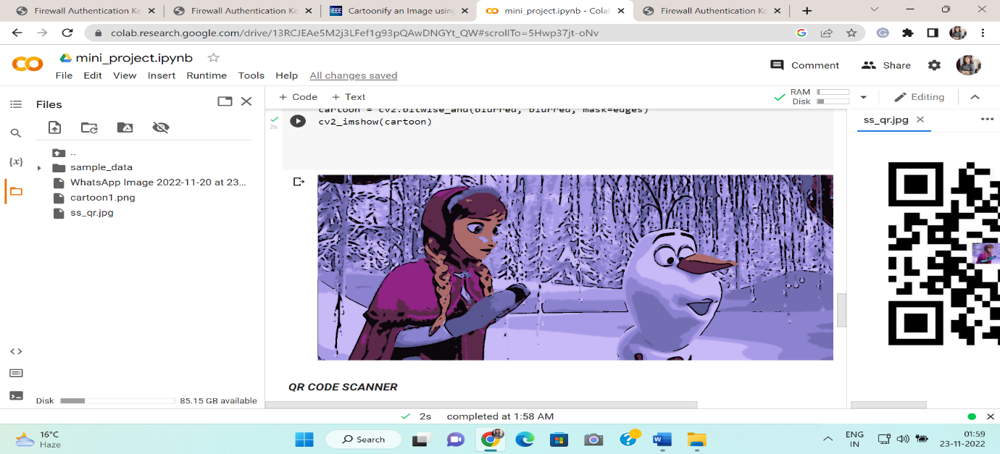 Firewall Authentication Ke
Firewall Authentication Ke
IEEE Cartoonify an Image using
mini_project.ipynb - Colab
Firewall Authentication Ke
colab.research.google.com/drive/13RCJEAe5M2j3LFef1g93pQAwDNGYt_QW#scrollTo=5Hwp37jt-oNv
mini_project.ipynb
File Edit View Insert Runtime Tools Help All changes saved
Comment Share
Files
+ Code + Text
RAM
Disk
Editing
cartoon = cv2.bitwise_and(blurred, blurred, mask=edges)
cv2_imshow(cartoon)
2s
ss_qr.jpg
{x}
..
sample_data
WhatsApp Image 2022-11-20 at 23...
cartoon1.png
ss_qr.jpg
QR CODE SCANNER
Disk 85.15 GB available
2s completed at 1:58 AM
16°C
Haze
Search
ENG
IN
01:59
23-11-2022